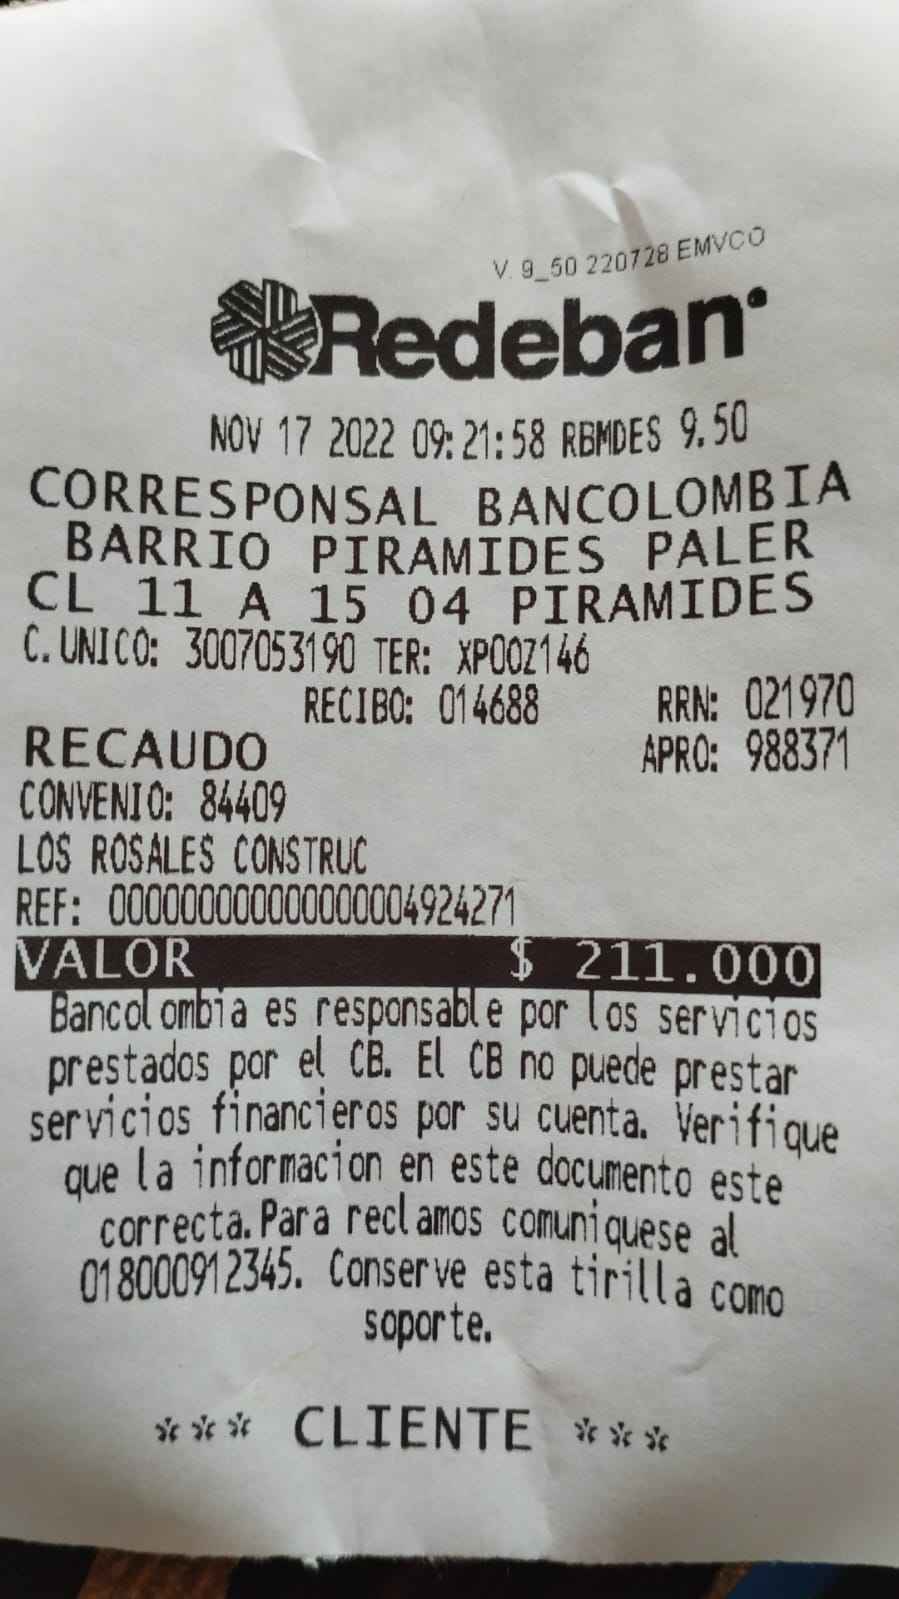 V. 9_50 220728 EMVCO
Redeban
NOV 17 2022 09:21:58 RBMDES 9.50
CORRESPONSAL BANCOLOMBIA
BARRIO PIRAMIDES PALER
CL 11 A 15 04 PIRAMIDES
C.UNICO: 3007053190 TER: XP00Z146
RECIBO: 014688 RRN: 021970
RECAUDO APRO: 988371
CONVENIO: 84409
LOS ROSALES CONSTRUC
REF: 00000000000000004924271
VALOR $ 211.000
Bancolombia es responsable por los servicios
prestados por el CB. El CB no puede prestar
servicios financieros por su cuenta. Verifique
que la informacion en este documento este
correcta.Para reclamos comuniquese al
018000912345. Conserve esta tirilla como
soporte.
*** CLIENTE ***